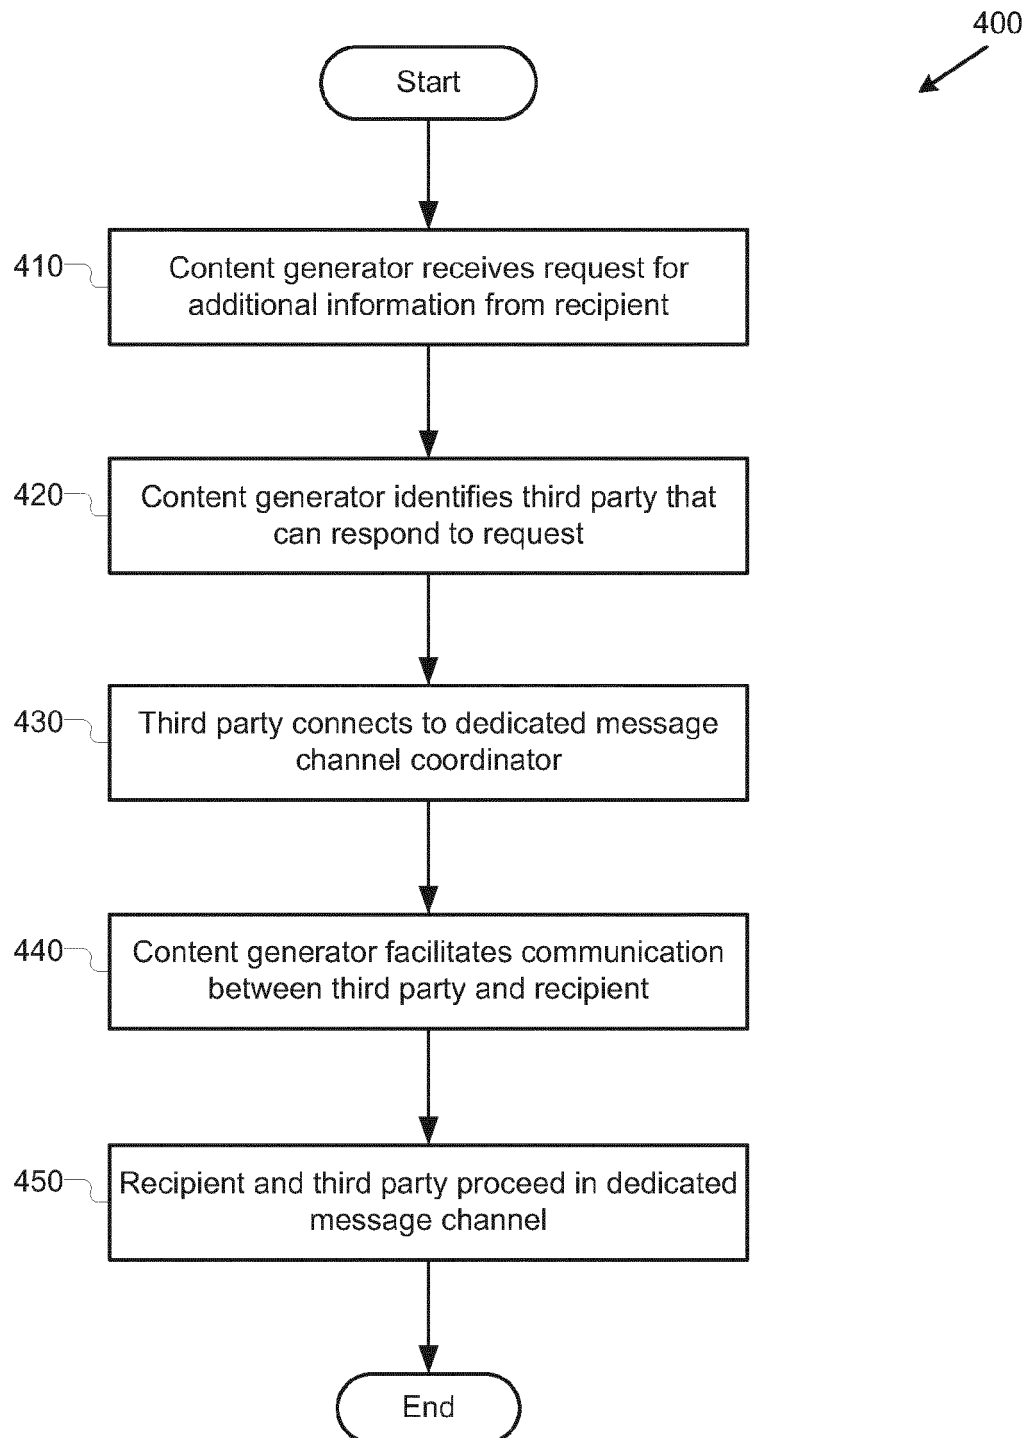 400
Start
410
Content generator receives request for
additional information from recipient
420
Content generator identifies third party that
can respond to request
430
Third party connects to dedicated message
channel coordinator
440
Content generator facilitates communication
between third party and recipient
450
Recipient and third party proceed in dedicated
message channel
End